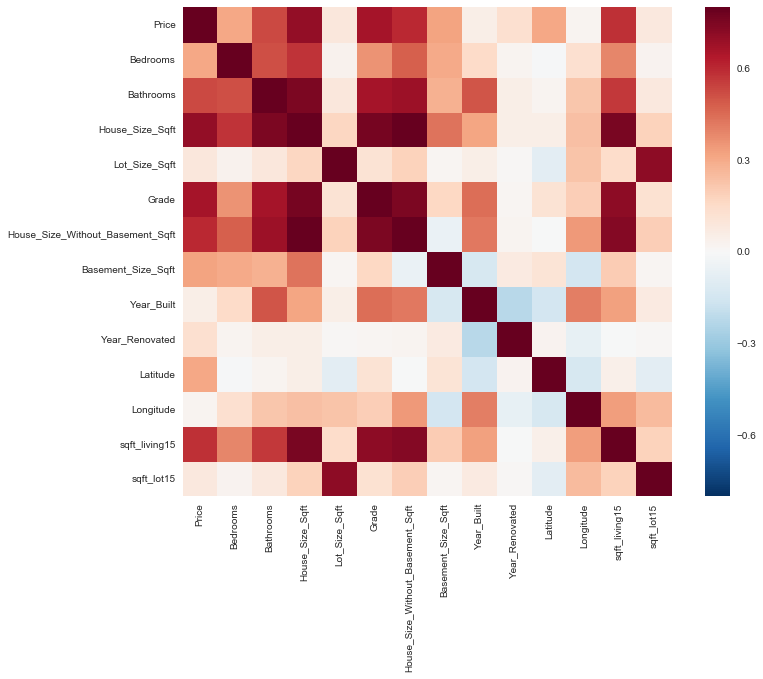 Price
Bedrooms
Bathrooms
House_Size_Sqft
Lot_Size_Sqft
Grade
House_Size_Without_Basement_Sqft
Basement_Size_Sqft
Year_Built
Year_Renovated
Latitude
Longitude
sqft_living15
sqft_lot15
Price
Bedrooms
Bathrooms
House_Size_Sqft
Lot_Size_Sqft
Grade
House_Size_Without_Basement_Sqft
Basement_Size_Sqft
Year_Built
Year_Renovated
Latitude
Longitude
sqft_living15
sqft_lot15
0.6
0.3
0.0
−0.3
−0.6